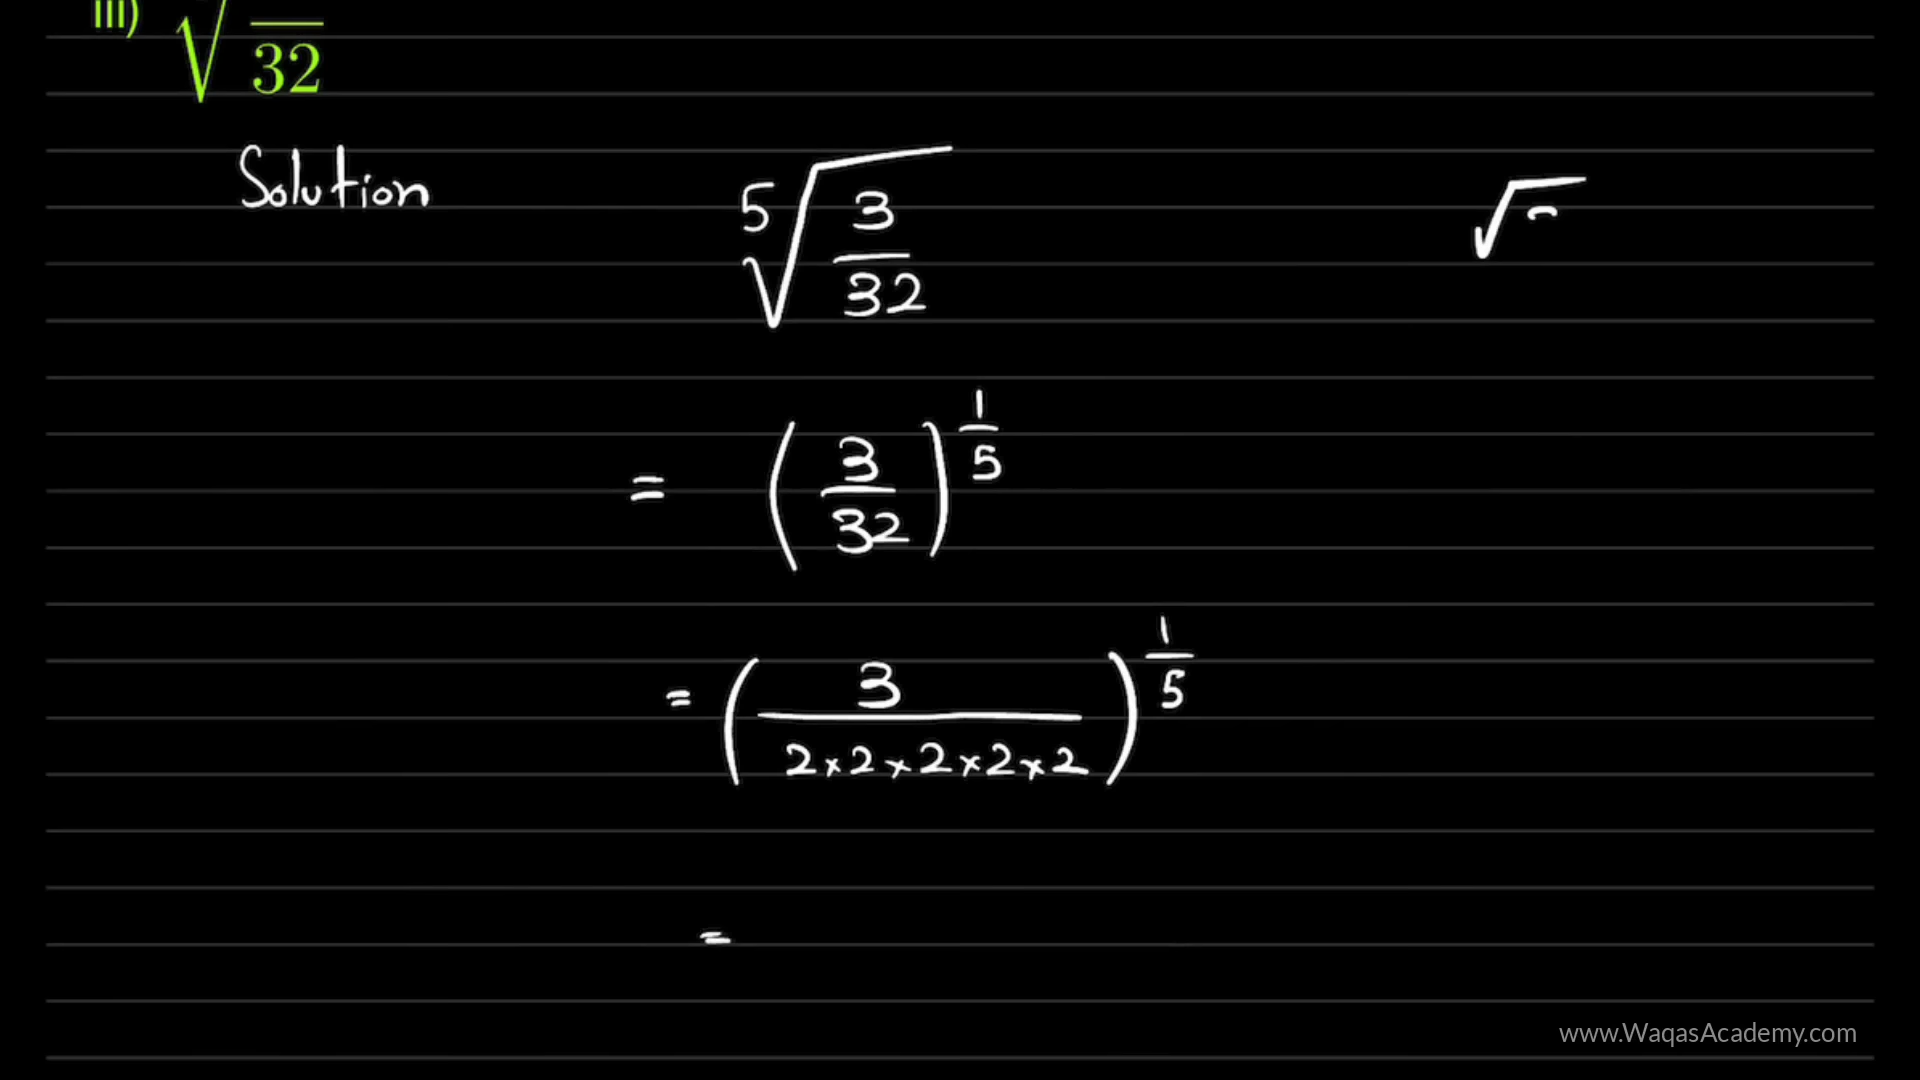 iii) √ 32
Solution
⁵√(3/32)
√
= (3/32)^(1/5)
= (3/(2×2×2×2×2))^(1/5)
=
www.WaqasAcademy.com